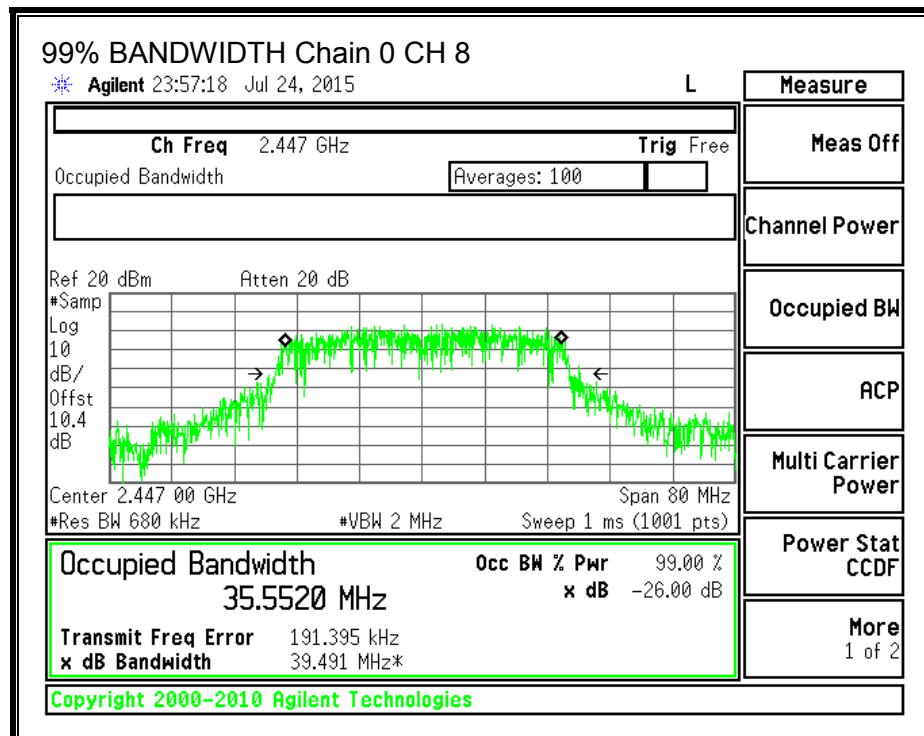 99% BANDWIDTH Chain 0 CH 8
Agilent 23:57:18 Jul 24, 2015 L
Measure
Ch Freq 2.447 GHz Trig Free
Meas Off
Occupied Bandwidth Averages: 100
Channel Power
Ref 20 dBm Atten 20 dB
#Samp
Log
10
dB/
Offst
10.4
dB
Occupied BW
ACP
Center 2.447 00 GHz Span 80 MHz
#Res BW 680 kHz #VBW 2 MHz Sweep 1 ms (1001 pts)
Multi Carrier
Power
Occupied Bandwidth Occ BW % Pwr 99.00 %
35.5520 MHz x dB -26.00 dB
Transmit Freq Error 191.395 kHz
x dB Bandwidth 39.491 MHz*
Power Stat
CCDF
More
1 of 2
Copyright 2000-2010 Agilent Technologies